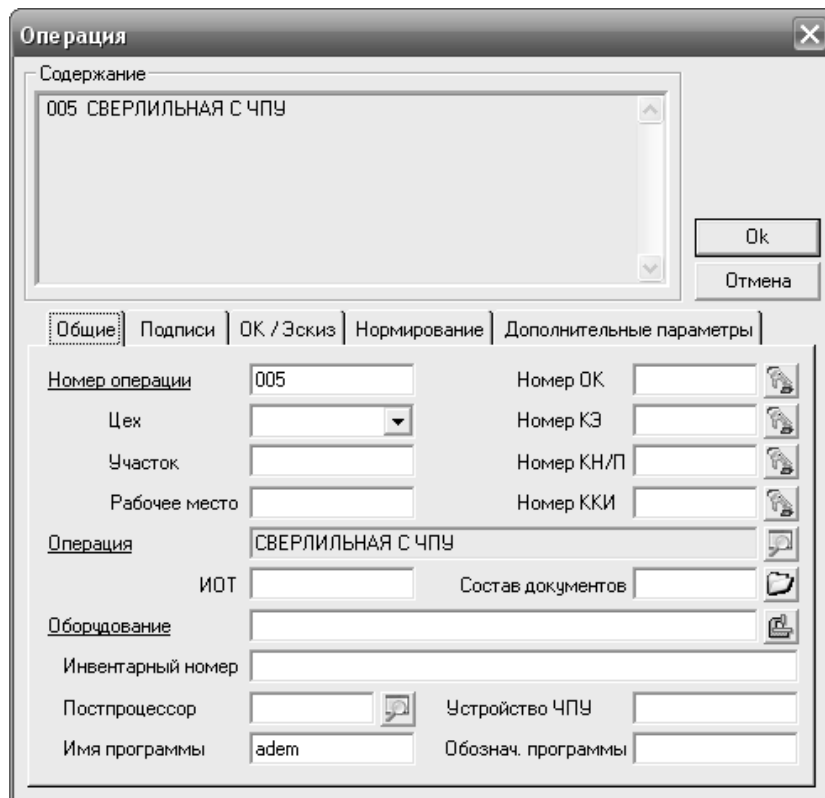 Операция
Содержание
005 СВЕРЛИЛЬНАЯ С ЧПУ
Ok
Отмена
Общие Подписи ОК / Эскиз Нормирование Дополнительные параметры
Номер операции 005 Номер ОК
Цех Номер КЭ
Участок Номер КН/П
Рабочее место Номер ККИ
Операция СВЕРЛИЛЬНАЯ С ЧПУ
ИОТ Состав документов
Оборудование
Инвентарный номер
Постпроцессор Устройство ЧПУ
Имя программы adem Обознач. программы